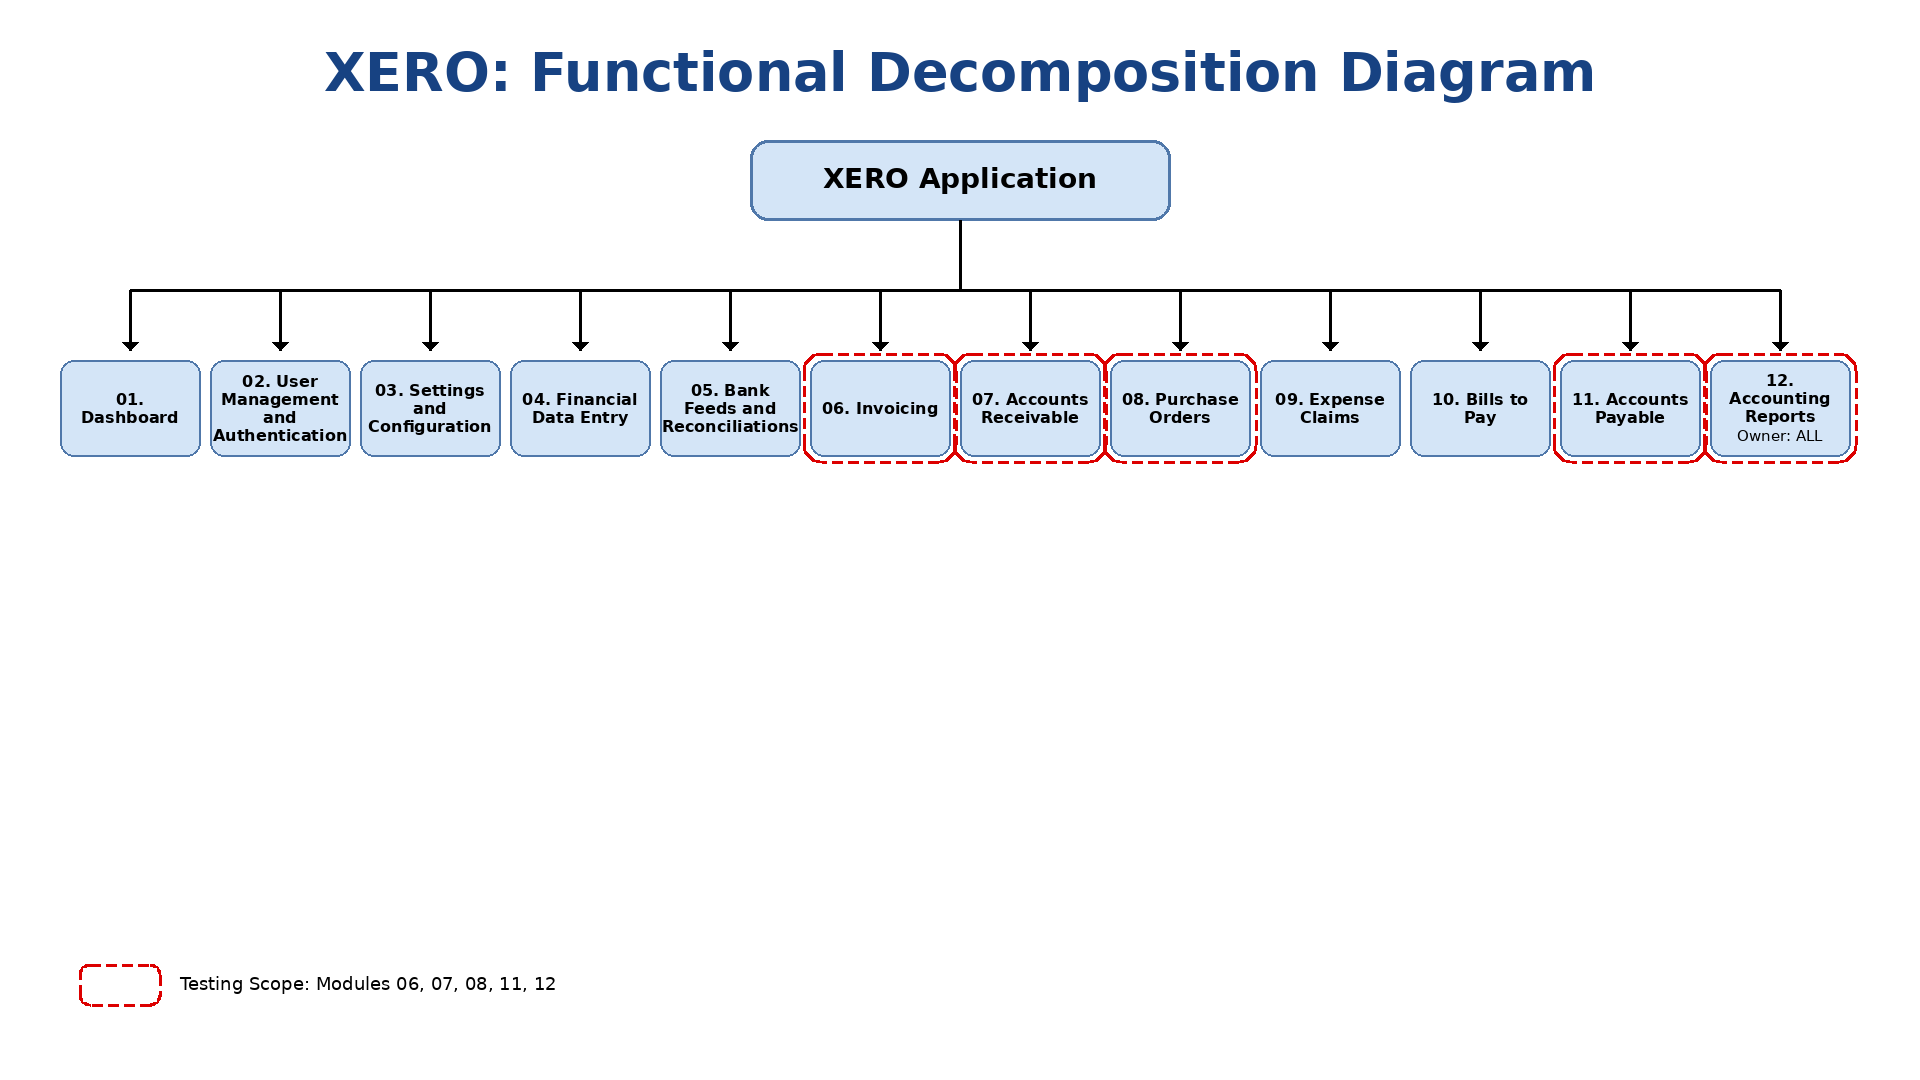 XERO: Functional Decomposition Diagram
XERO Application
01.
Dashboard
02. User
Management
and
Authentication
03. Settings
and
Configuration
04. Financial
Data Entry
05. Bank
Feeds and
Reconciliations
06. Invoicing
07. Accounts
Receivable
08. Purchase
Orders
09. Expense
Claims
10. Bills to
Pay
11. Accounts
Payable
12.
Accounting
Reports
Owner: ALL
Testing Scope: Modules 06, 07, 08, 11, 12